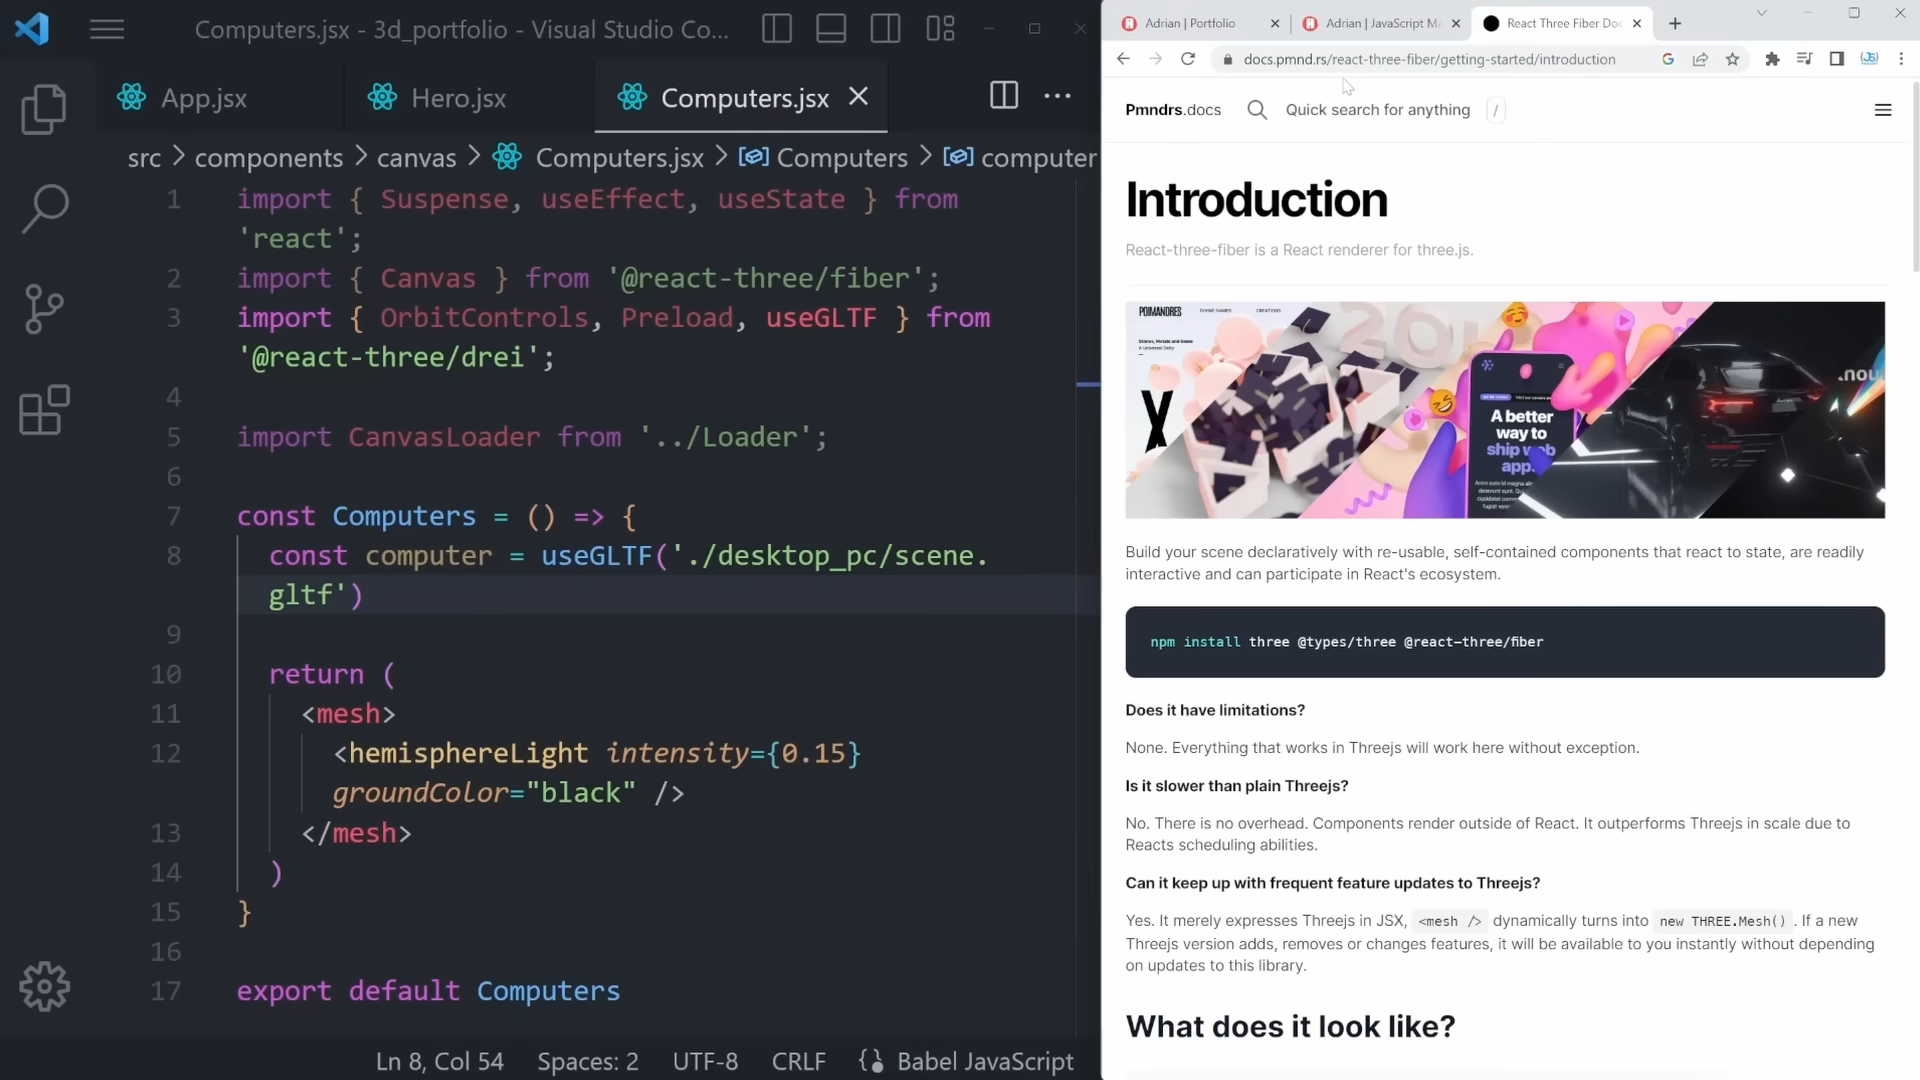 Computers.jsx - 3d_portfolio - Visual Studio Co...
App.jsx
Hero.jsx
Computers.jsx
src > components > canvas > Computers.jsx > Computers > computer
1 import { Suspense, useEffect, useState } from
'react';
2 import { Canvas } from '@react-three/fiber';
3 import { OrbitControls, Preload, useGLTF } from
'@react-three/drei';
4
5 import CanvasLoader from '../Loader';
6
7 const Computers = () => {
8 const computer = useGLTF('./desktop_pc/scene.
gltf')
9
10 return (
11 <mesh>
12 <hemisphereLight intensity={0.15}
groundColor="black" />
13 </mesh>
14 )
15 }
16
17 export default Computers
Ln 8, Col 54
Spaces: 2
UTF-8
CRLF
Babel JavaScript
Adrian | Portfolio
Adrian | JavaScript Ma
React Three Fiber Doc
docs.pmnd.rs/react-three-fiber/getting-started/introduction
Pmndrs.docs
Quick search for anything
/
Introduction
React-three-fiber is a React renderer for three.js.
POIMANDRES
DIVINE NAMES
CREATIONS
A better
way to
ship web
app
.nou
Build your scene declaratively with re-usable, self-contained components that react to state, are readily
interactive and can participate in React's ecosystem.
npm install three @types/three @react-three/fiber
Does it have limitations?
None. Everything that works in Threejs will work here without exception.
Is it slower than plain Threejs?
No. There is no overhead. Components render outside of React. It outperforms Threejs in scale due to
Reacts scheduling abilities.
Can it keep up with frequent feature updates to Threejs?
Yes. It merely expresses Threejs in JSX, <mesh /> dynamically turns into new THREE.Mesh() . If a new
Threejs version adds, removes or changes features, it will be available to you instantly without depending
on updates to this library.
What does it look like?